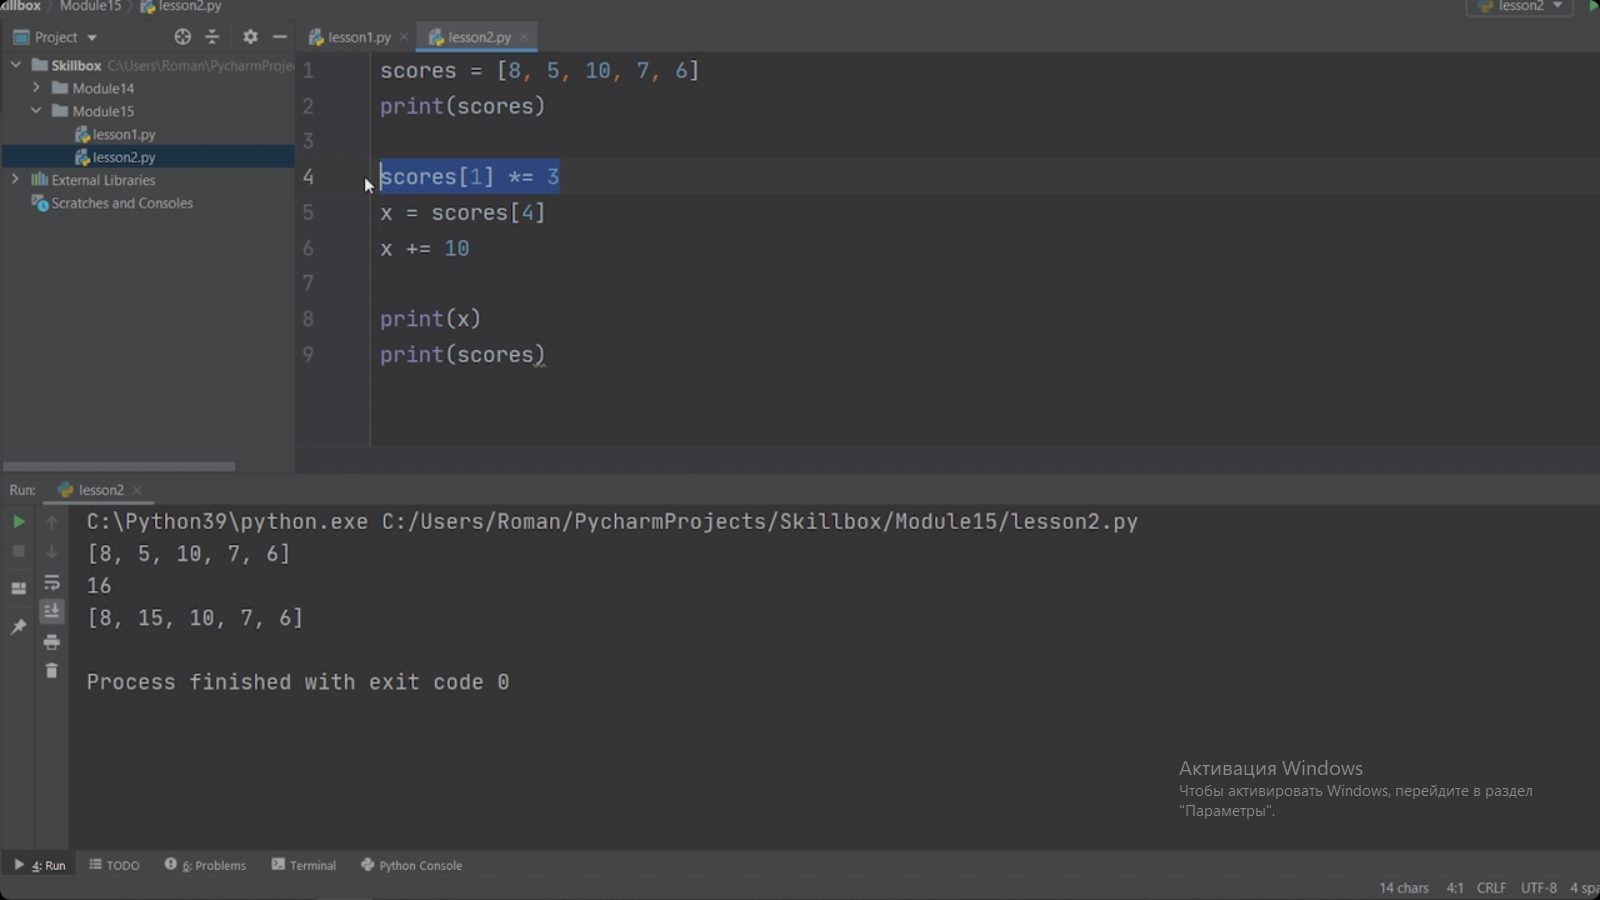 illbox Module15 lesson2.py lesson2
Project lesson1.py lesson2.py
Skillbox C:\Users\Roman\PycharmProje
Module14
Module15
lesson1.py
lesson2.py
External Libraries
Scratches and Consoles
1 scores = [8, 5, 10, 7, 6]
2 print(scores)
3
4 scores[1] *= 3
5 x = scores[4]
6 x += 10
7
8 print(x)
9 print(scores)
Run: lesson2
C:\Python39\python.exe C:/Users/Roman/PycharmProjects/Skillbox/Module15/lesson2.py
[8, 5, 10, 7, 6]
16
[8, 15, 10, 7, 6]
Process finished with exit code 0
Активация Windows
Чтобы активировать Windows, перейдите в раздел
"Параметры".
4: Run TODO 6: Problems Terminal Python Console
14 chars 4:1 CRLF UTF-8 4 spa